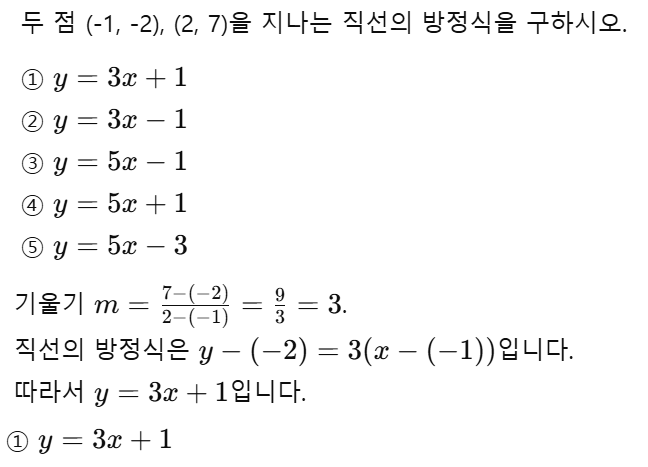 두 점 (-1, -2), (2, 7)을 지나는 직선의 방정식을 구하시오.
① y = 3x + 1
② y = 3x − 1
③ y = 5x − 1
④ y = 5x + 1
⑤ y = 5x − 3
기울기 m = \frac{7−(−2)}{2−(−1)} = \frac{9}{3} = 3.
직선의 방정식은 y − (−2) = 3(x − (−1))입니다.
따라서 y = 3x + 1입니다.
① y = 3x + 1